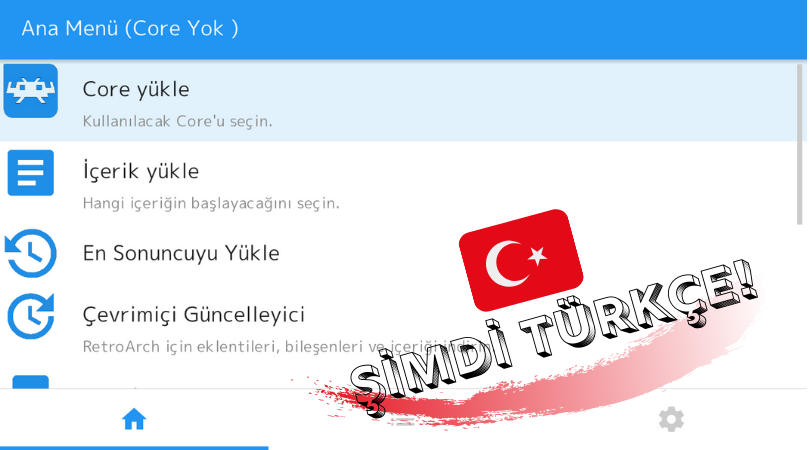 Ana Menü (Core Yok )
Core yükle
Kullanılacak Core'u seçin.
İçerik yükle
Hangi içeriğin başlayacağını seçin.
En Sonuncuyu Yükle
Çevrimiçi Güncelleyici
RetroArch için eklentileri, bileşenleri ve içeriği indirin.
ŞİMDİ TÜRKÇE!